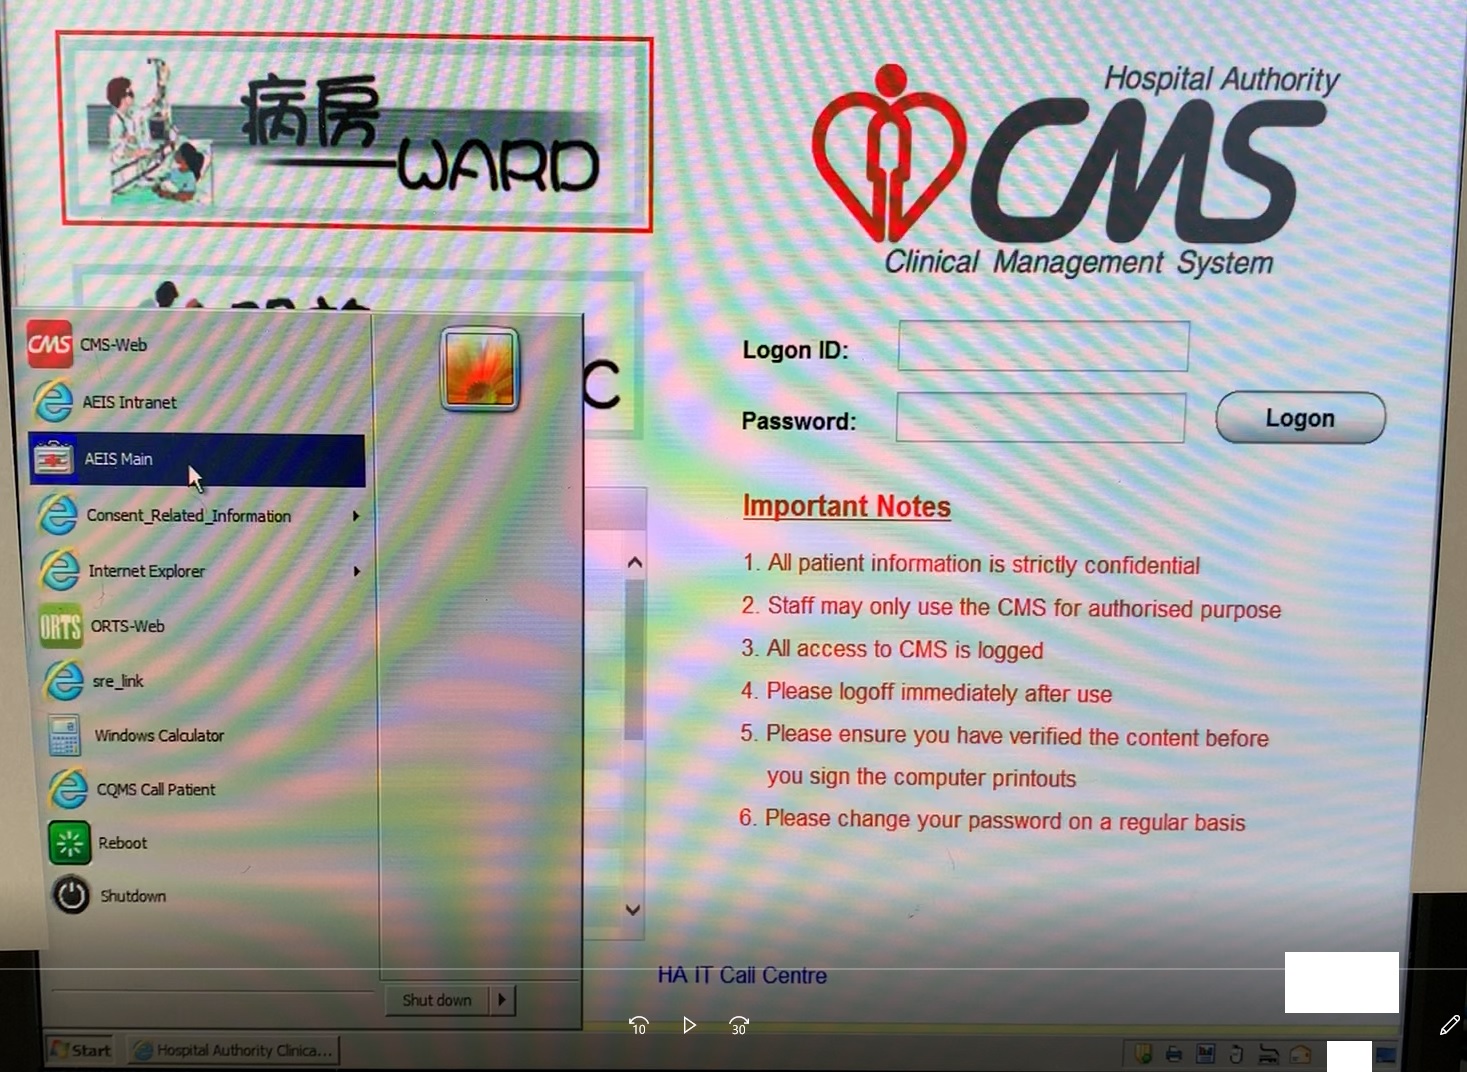 病房
WARD
Hospital Authority
CMS
Clinical Management System
C
CMS CMS-Web
AEIS Intranet
AEIS Main
Consent_Related_Information
Internet Explorer
ORTS ORTS-Web
sre_link
Windows Calculator
CQMS Call Patient
Reboot
Shutdown
Shut down
Logon ID:
Password:
Logon
Important Notes
1. All patient information is strictly confidential
2. Staff may only use the CMS for authorised purpose
3. All access to CMS is logged
4. Please logoff immediately after use
5. Please ensure you have verified the content before
you sign the computer printouts
6. Please change your password on a regular basis
HA IT Call Centre
10 30
Start Hospital Authority Clinica...